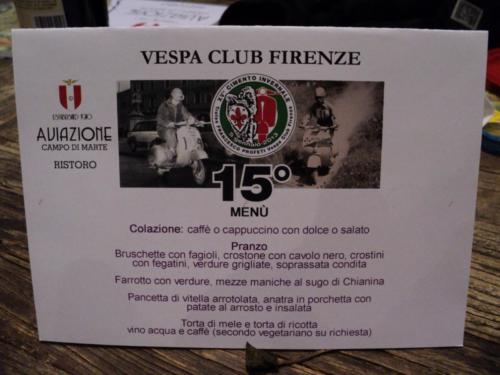 VESPA CLUB FIRENZE
AVIAZIONE
CAMPO DI MARTE
RISTORO
XV CIMENTO INVERNALE
15°
MENÙ
Colazione: caffè o cappuccino con dolce o salato
Pranzo
Bruschette con fagioli, crostone con cavolo nero, crostini
con fegatini, verdure grigliate, soprassata condita
Farrotto con verdure, mezze maniche al sugo di Chianina
Pancetta di vitella arrotolata, anatra in porchetta con
patate al arrosto e insalata
Torta di mele e torta di ricotta
vino acqua e caffè (secondo vegetariano su richiesta)